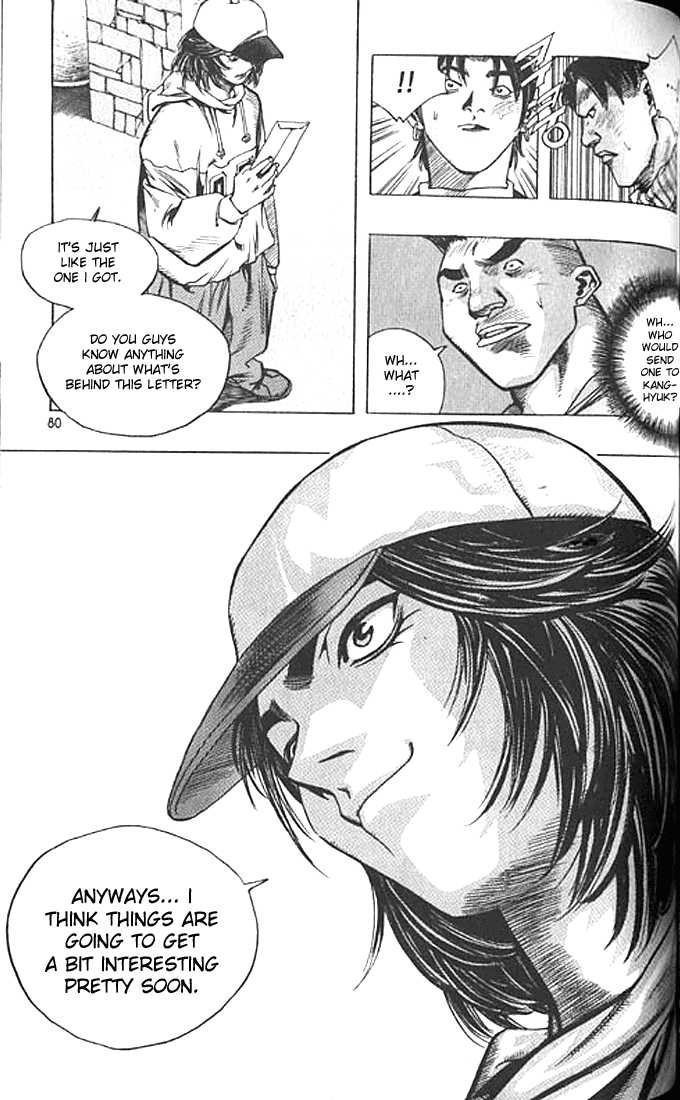 IT'S JUST
LIKE THE
ONE I GOT.
DO YOU GUYS
KNOW ANYTHING
ABOUT WHAT'S
BEHIND THIS LETTER?
80
!!
WH...
WHAT
....?
WH...
WHO
WOULD
SEND
ONE TO
KANG-
HYUK?
ANYWAYS... I
THINK THINGS ARE
GOING TO GET
A BIT INTERESTING
PRETTY SOON.